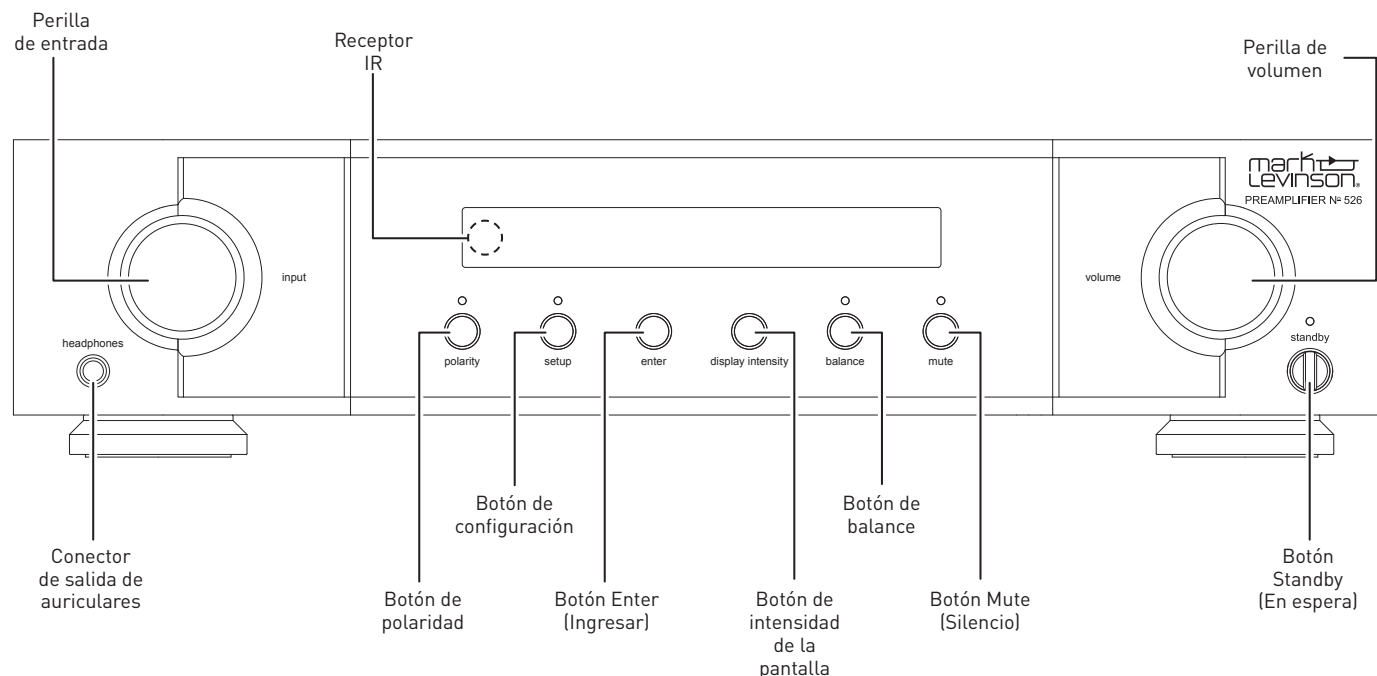 Perilla
de entrada
Receptor
IR
Perilla de
volumen
mark
Levinson®
PREAMPLIFIER Nº 526
input
volume
headphones
standby
polarity
setup
enter
display intensity
balance
mute
Botón de
configuración
Botón de
balance
Conector
de salida de
auriculares
Botón de
polaridad
Botón Enter
(Ingresar)
Botón de
intensidad
de la
pantalla
Botón Mute
(Silencio)
Botón
Standby
(En espera)